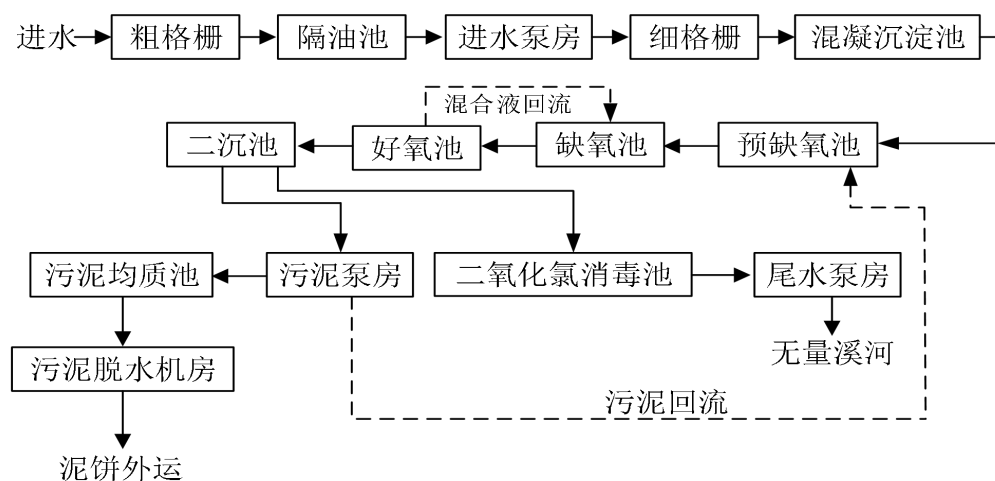 进水
粗格栅
隔油池
进水泵房
细格栅
混凝沉淀池
混合液回流
二沉池
好氧池
缺氧池
预缺氧池
污泥均质池
污泥泵房
二氧化氯消毒池
尾水泵房
无量溪河
污泥脱水机房
污泥回流
泥饼外运